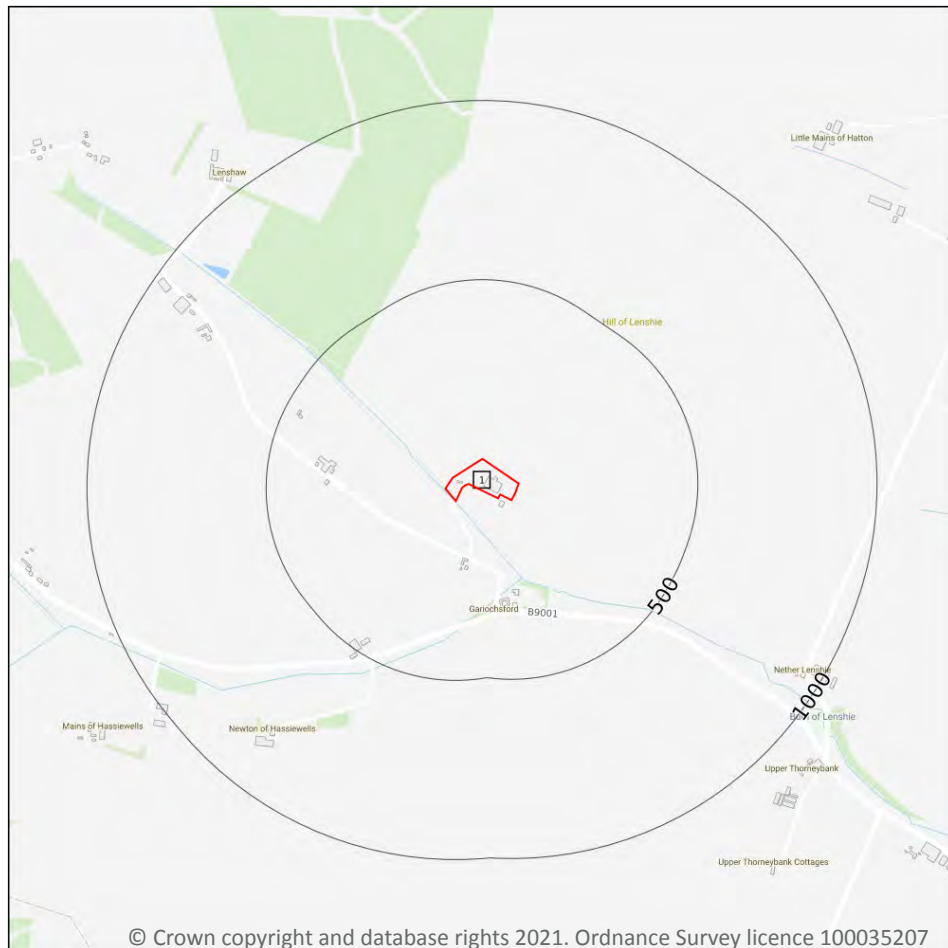 Little Mains of Hatton
Lenshaw
Hill of Lenshie
1
500
Gariochsford
B9001
Nether Lenshie
1000
Burn of Lenshie
Mains of Hassiewells
Newton of Hassiewells
Upper Thorneybank
Upper Thorneybank Cottages
© Crown copyright and database rights 2021. Ordnance Survey licence 100035207